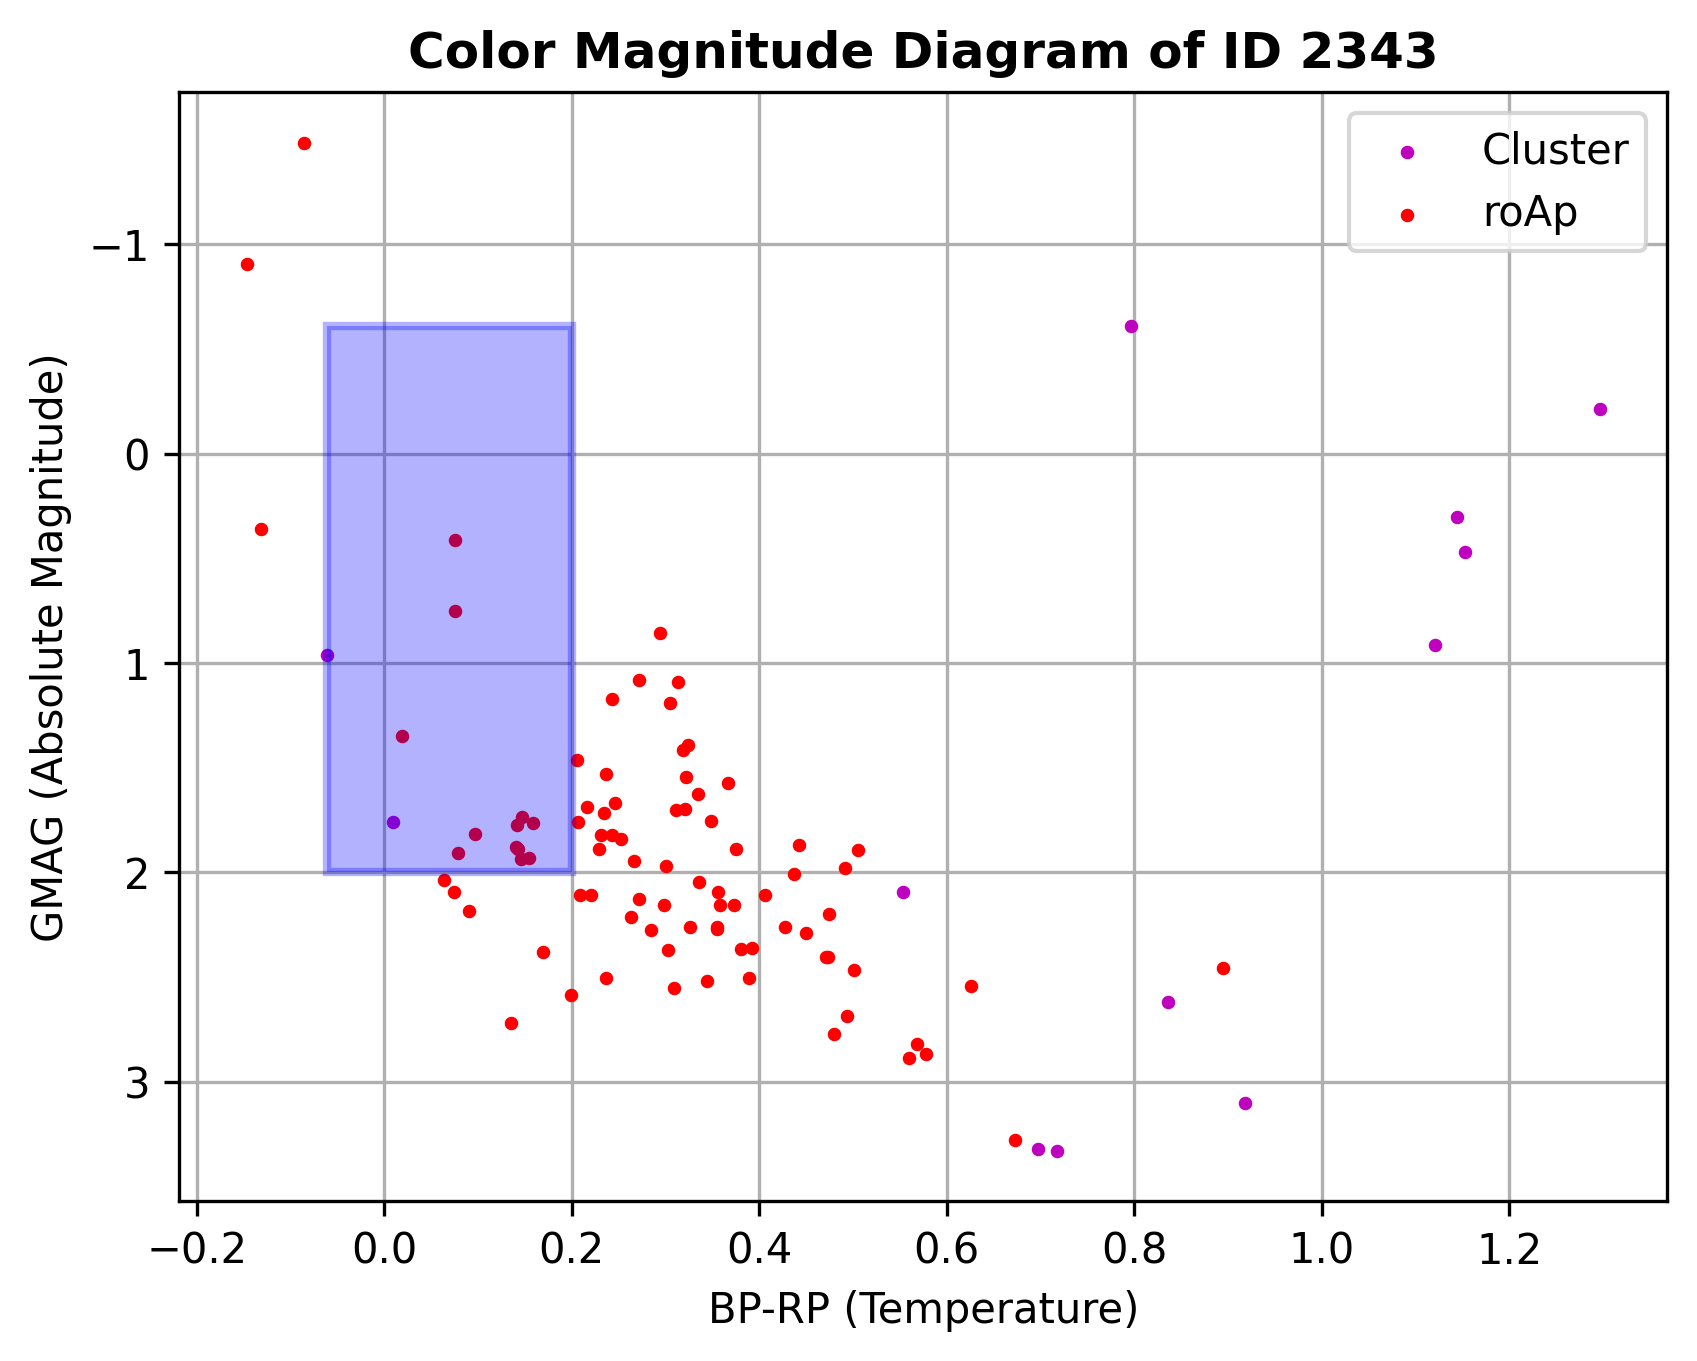 Color Magnitude Diagram of ID 2343
Cluster
roAp
GMAG (Absolute Magnitude)
−1
0
1
2
3
−0.2 0.0 0.2 0.4 0.6 0.8 1.0 1.2
BP-RP (Temperature)